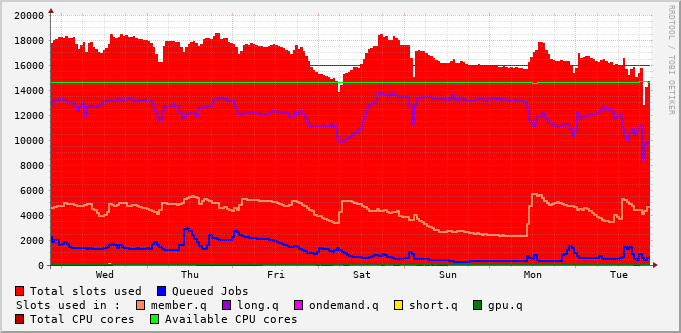 20000
18000
16000
14000
12000
10000
8000
6000
4000
2000
0
Wed Thu Fri Sat Sun Mon Tue
RRDTOOL / TOBI OETIKER
Total slots used Queued Jobs
Slots used in : member.q long.q ondemand.q short.q gpu.q
Total CPU cores Available CPU cores